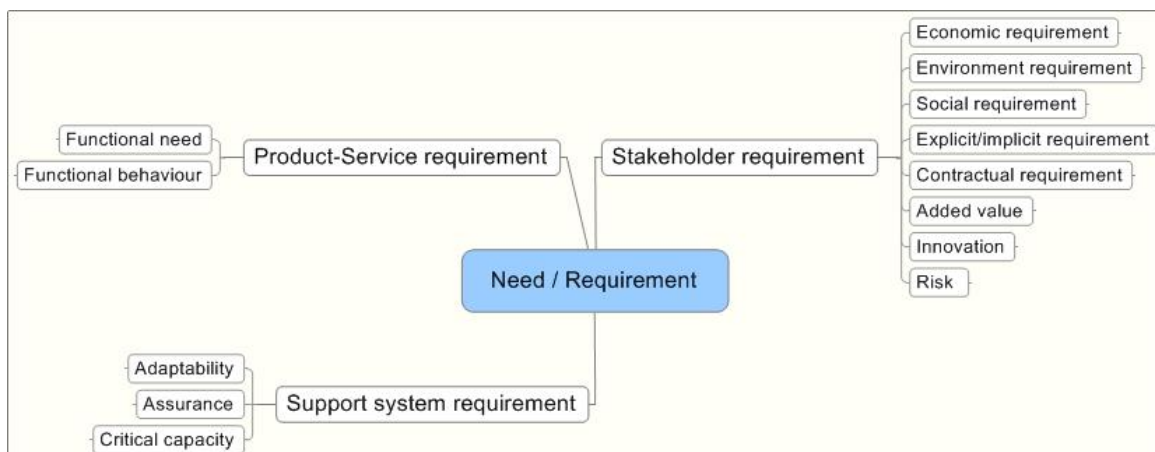 Economic requirement
Environment requirement
Social requirement
Explicit/implicit requirement
Contractual requirement
Added value
Innovation
Risk
Stakeholder requirement
Functional need
Functional behaviour
Product-Service requirement
Need / Requirement
Adaptability
Assurance
Critical capacity
Support system requirement